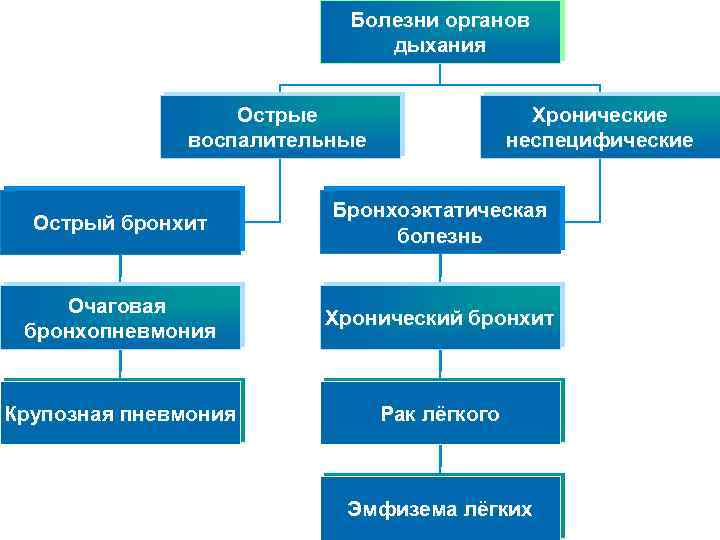 Болезни органов
дыхания
Острые
воспалительные
Хронические
неспецифические
Острый бронхит
Бронхоэктатическая
болезнь
Очаговая
бронхопневмония
Хронический бронхит
Крупозная пневмония
Рак лёгкого
Эмфизема лёгких